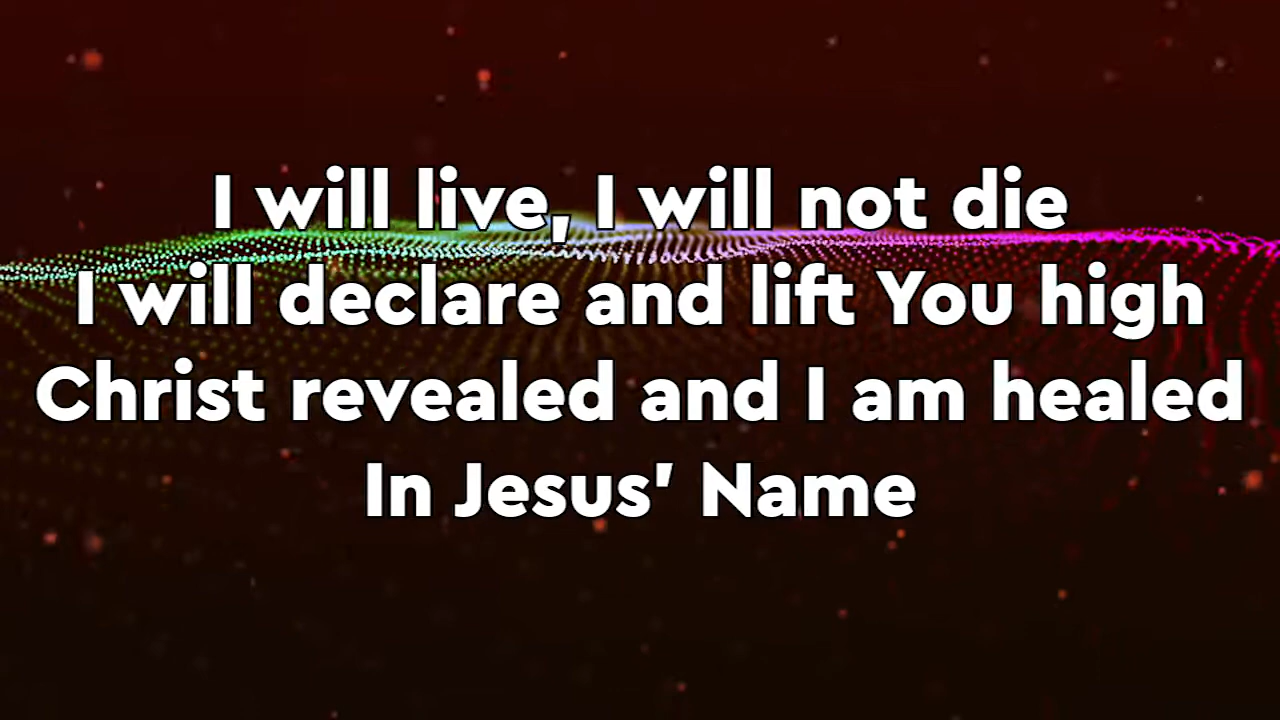 I will live, I will not die
I will declare and lift You high
Christ revealed and I am healed
In Jesus' Name